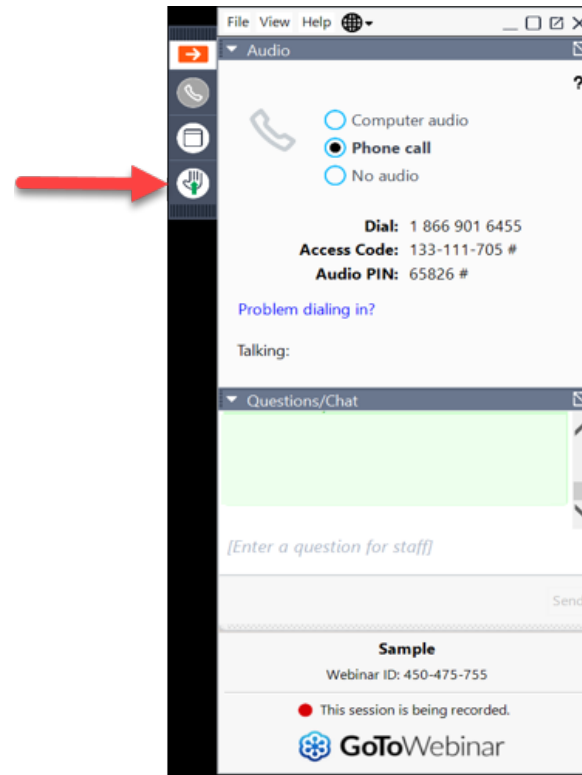 File View Help
Audio
?
Computer audio
Phone call
No audio
Dial: 1 866 901 6455
Access Code: 133-111-705 #
Audio PIN: 65826 #
Problem dialing in?
Talking:
Questions/Chat
[Enter a question for staff]
Send
Sample
Webinar ID: 450-475-755
This session is being recorded.
GoToWebinar